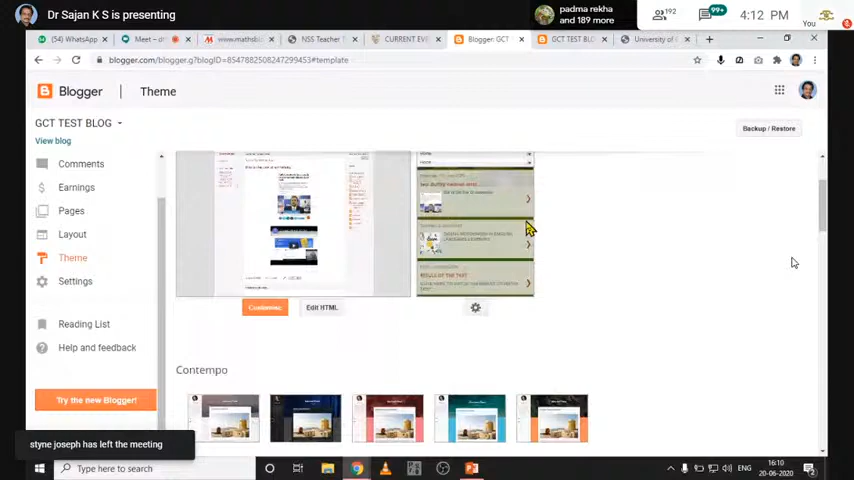 Dr Sajan K S is presenting
padma rekha
and 189 more
192
99+
4:12 PM
You
(54) WhatsApp
Meet –
www.mathsbl
NSS Teacher
CURRENT EVE
Blogger: GCT
GCT TEST BLO
University of
blogger.com/blogger.g?blogID=8547882508247299453#template
Blogger
Theme
GCT TEST BLOG
View blog
Backup / Restore
Comments
Earnings
Pages
Layout
Theme
Settings
Reading List
Help and feedback
Try the new Blogger!
Customize
Edit HTML
Contempo
styne joseph has left the meeting
Type here to search
ENG
16:10
20-06-2020
2